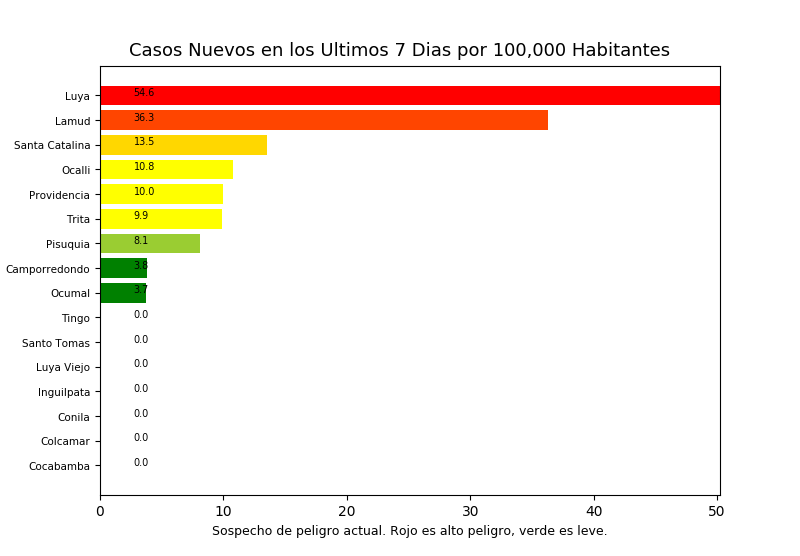 Casos Nuevos en los Ultimos 7 Dias por 100,000 Habitantes
Luya 54.6
Lamud 36.3
Santa Catalina 13.5
Ocalli 10.8
Providencia 10.0
Trita 9.9
Pisuquia 8.1
Camporredondo 3.8
Ocumal 3.7
Tingo 0.0
Santo Tomas 0.0
Luya Viejo 0.0
Inguilpata 0.0
Conila 0.0
Colcamar 0.0
Cocabamba 0.0
0 10 20 30 40 50
Sospecho de peligro actual. Rojo es alto peligro, verde es leve.